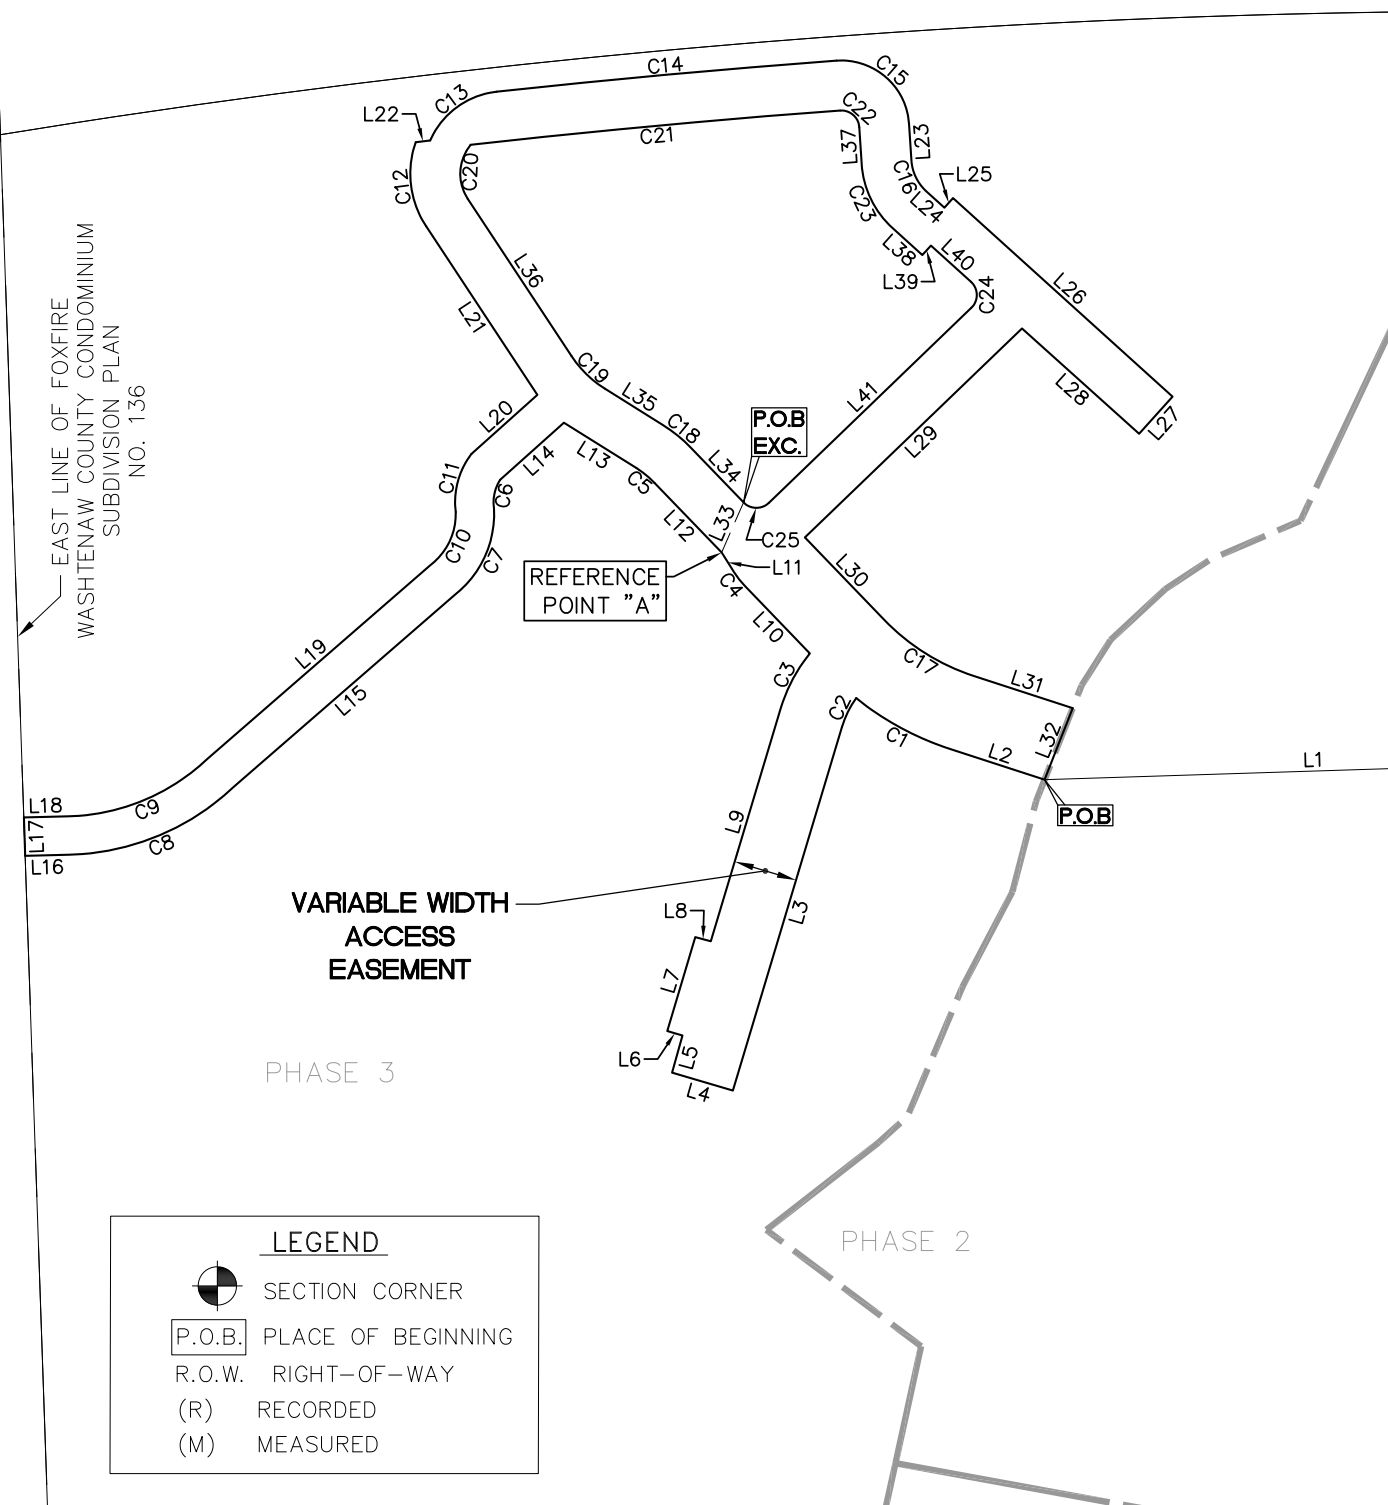 C14
C15
C13
L22
C22
C21
L37
L23
C20
C12
C16
L25
L24
C23
L38
L40
L39
C24
L26
L36
L21
EAST LINE OF FOXFIRE
WASHTENAW COUNTY CONDOMINIUM
SUBDIVISION PLAN
NO. 136
C19
L35
L41
L28
L27
L20
C18
P.O.B
EXC.
L29
L14
L13
C11
C6
C5
L34
L12
L33
C25
C10
C7
REFERENCE
POINT "A"
L11
C4
L30
L10
L19
L15
C17
C3
L31
C2
C1
L2
L32
L1
P.O.B
L18
C9
L17
C8
L16
L9
VARIABLE WIDTH
ACCESS
EASEMENT
L8
L3
L7
L6
L5
L4
PHASE 3
PHASE 2
LEGEND
SECTION CORNER
P.O.B. PLACE OF BEGINNING
R.O.W. RIGHT-OF-WAY
(R) RECORDED
(M) MEASURED